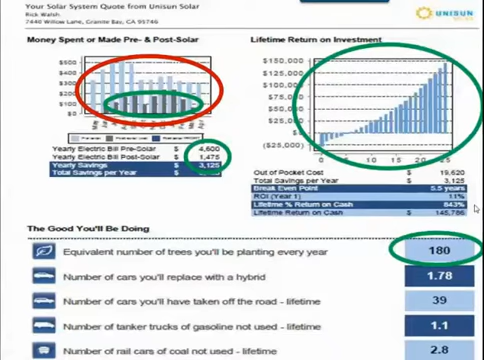 Your Solar System Quote from Unisun Solar
Rick Walsh
7440 Willow Lane, Granite Bay, CA 95746
UNISUN
Money Spent or Made Pre- & Post-Solar
$500
$400
$300
$200
$100
$0
Yearly Electric Bill Pre-Solar 4,600
Yearly Electric Bill Post-Solar 1,475
Yearly Savings 3,125
Total Savings per Year
Lifetime Return on Investment
$150,000
$125,000
$100,000
$75,000
$50,000
$25,000
$0
($25,000)
0 5 10 15 20 25
Out of Pocket Cost 19,620
Total Savings per Year 3,125
Break Even Point 5.5 years
ROI (Year 1) 11%
Lifetime % Return on Cash 843%
Lifetime Return on Cash 145,786
The Good You'll Be Doing
Equivalent number of trees you'll be planting every year 180
Number of cars you'll replace with a hybrid 1.78
Number of cars you'll have taken off the road - lifetime 39
Number of tanker trucks of gasoline not used - lifetime 1.1
Number of rail cars of coal not used - lifetime 2.8